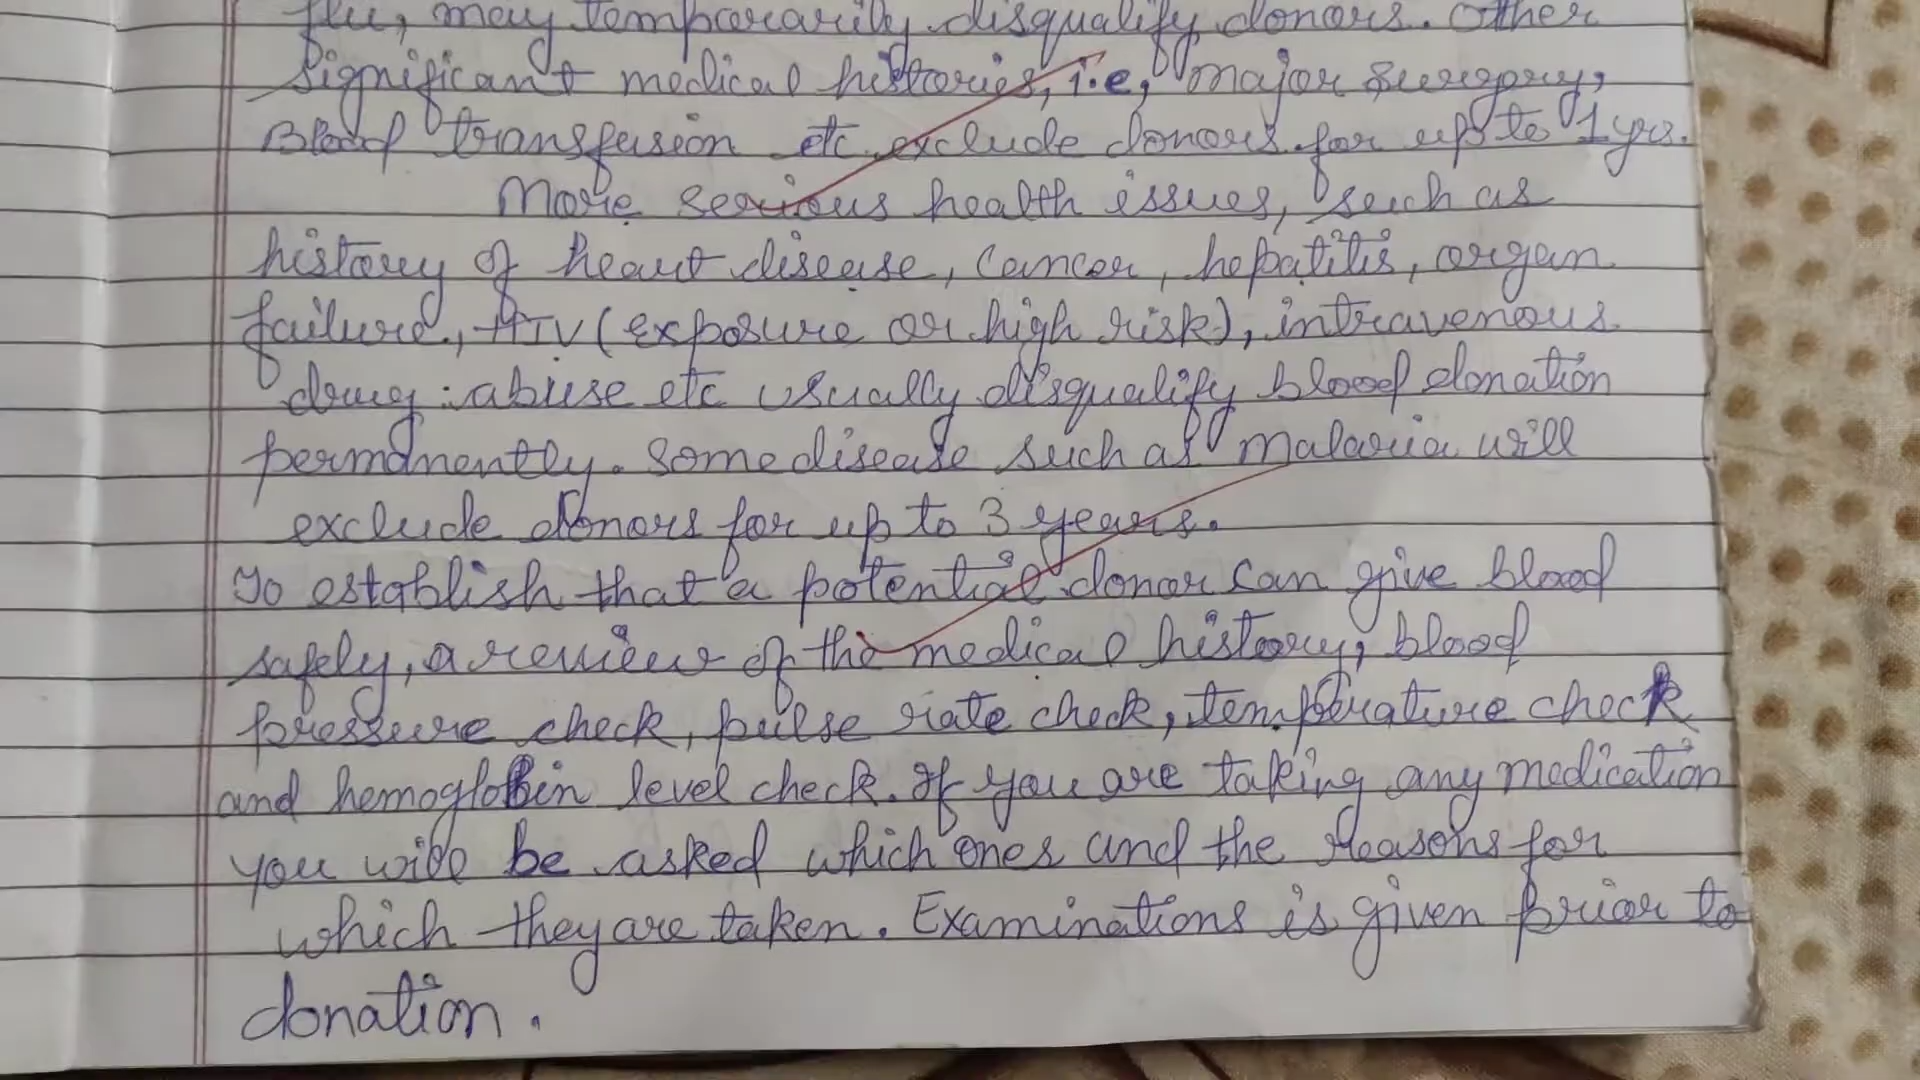 flu, may temporarily disqualify donors. Other
significant medical histories, i.e, major surgery,
Blood transfusion etc exclude donors for up to 1 yrs.
More serious health issues, such as
history of heart disease, cancer, hepatitis, organ
failure, HIV (exposure or high risk), intravenous
drug abuse etc usually disqualify blood donation
permanently. Some disease such as malaria will
exclude donors for up to 3 years.
To establish that a potential donor can give blood
safely, a review of the medical history, blood
pressure check, pulse rate check, temperature check
and hemoglobin level check. If you are taking any medication
you will be asked which ones and the reasons for
which they are taken. Examinations is given prior to
donation.